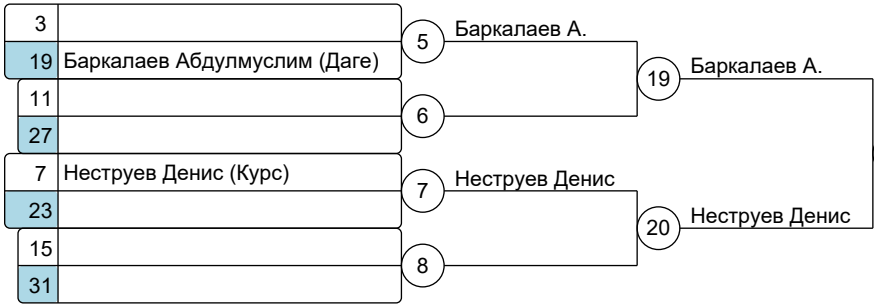 3
5 Баркалаев А.
19 Баркалаев Абдулмуслим (Даге)
19 Баркалаев А.
11
6
27
7 Неструев Денис (Курс)
7 Неструев Денис
23
20 Неструев Денис
15
8
31